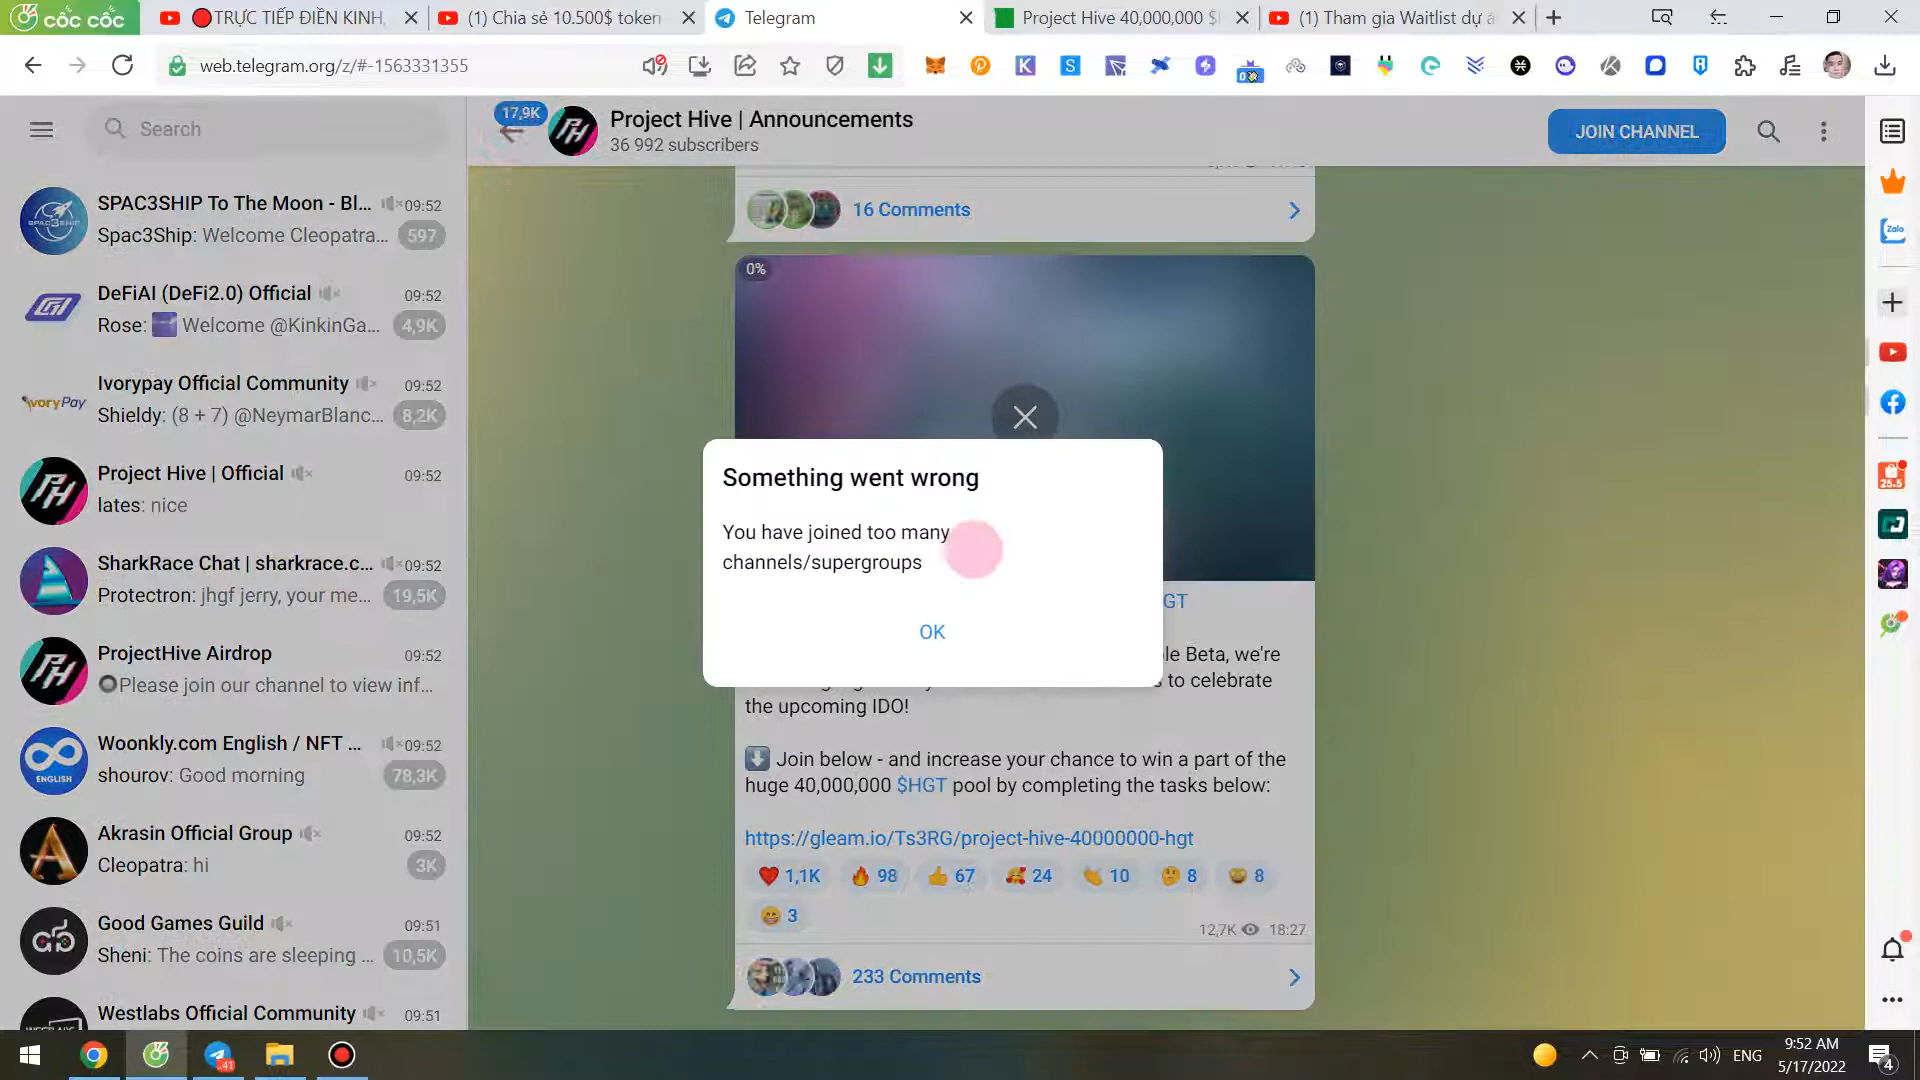 cốc cốc
TRỰC TIẾP ĐIỀN KINH,
(1) Chia sẻ 10.500$ token
Telegram
Project Hive 40,000,000 $H
(1) Tham gia Waitlist dự á
web.telegram.org/z/#-1563331355
Search
17,9K
Project Hive | Announcements
36 992 subscribers
JOIN CHANNEL
SPAC3SHIP To The Moon - Bl... 09:52
Spac3Ship: Welcome Cleopatra... 597
DeFiAI (DeFi2.0) Official 09:52
Rose: Welcome @KinkinGa... 4,9K
Ivorypay Official Community 09:52
Shieldy: (8 + 7) @NeymarBlanc... 8,2K
Project Hive | Official 09:52
lates: nice
SharkRace Chat | sharkrace.c... 09:52
Protectron: jhgf jerry, your me... 19,5K
ProjectHive Airdrop 09:52
Please join our channel to view inf...
Woonkly.com English / NFT ... 09:52
shourov: Good morning 78,3K
ENGLISH
Akrasin Official Group 09:52
Cleopatra: hi 3K
Good Games Guild 09:51
Sheni: The coins are sleeping ... 10,5K
Westlabs Official Community 09:51
16 Comments
0%
Something went wrong
You have joined too many
channels/supergroups
OK
GT
le Beta, we're
s to celebrate
the upcoming IDO!
Join below - and increase your chance to win a part of the
huge 40,000,000 $HGT pool by completing the tasks below:
https://gleam.io/Ts3RG/project-hive-40000000-hgt
1,1K 98 67 24 10 8 8
3
12,7K 18:27
233 Comments
Zalo
25.5
41
ENG
9:52 AM
5/17/2022
4